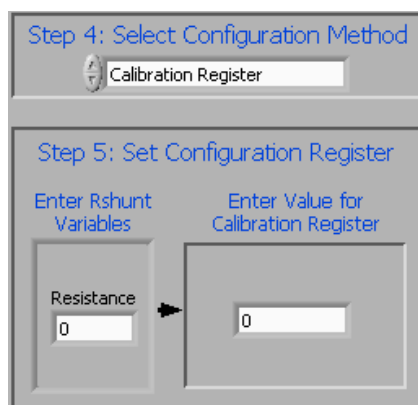 Step 4: Select Configuration Method
Calibration Register
Step 5: Set Configuration Register
Enter Rshunt
Variables
Enter Value for
Calibration Register
Resistance
0
0